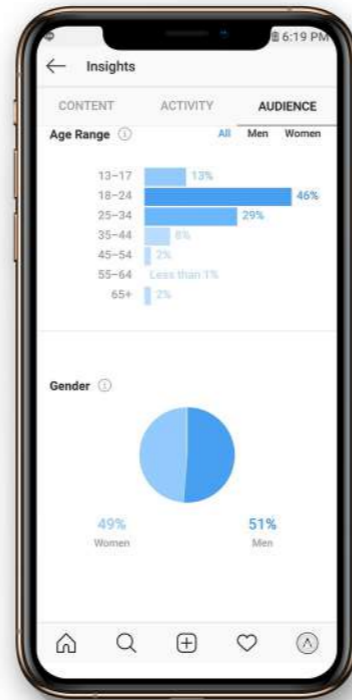 6:19 PM
Insights
CONTENT ACTIVITY AUDIENCE
Age Range All Men Women
13–17 13%
18–24 46%
25–34 29%
35–44 8%
45–54 2%
55–64 Less than 1%
65+ 2%
Gender
49% 51%
Women Men